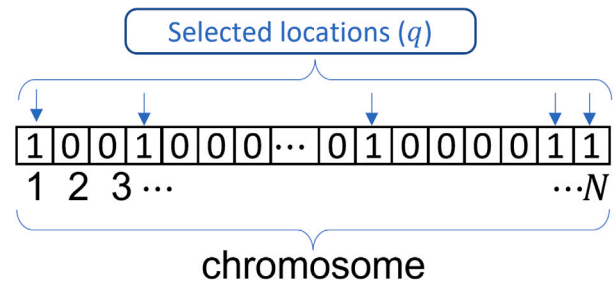 Selected locations (q)
1 0 0 1 0 0 0 ⋯ 0 1 0 0 0 0 1 1
1 2 3 ⋯ ⋯ N
chromosome